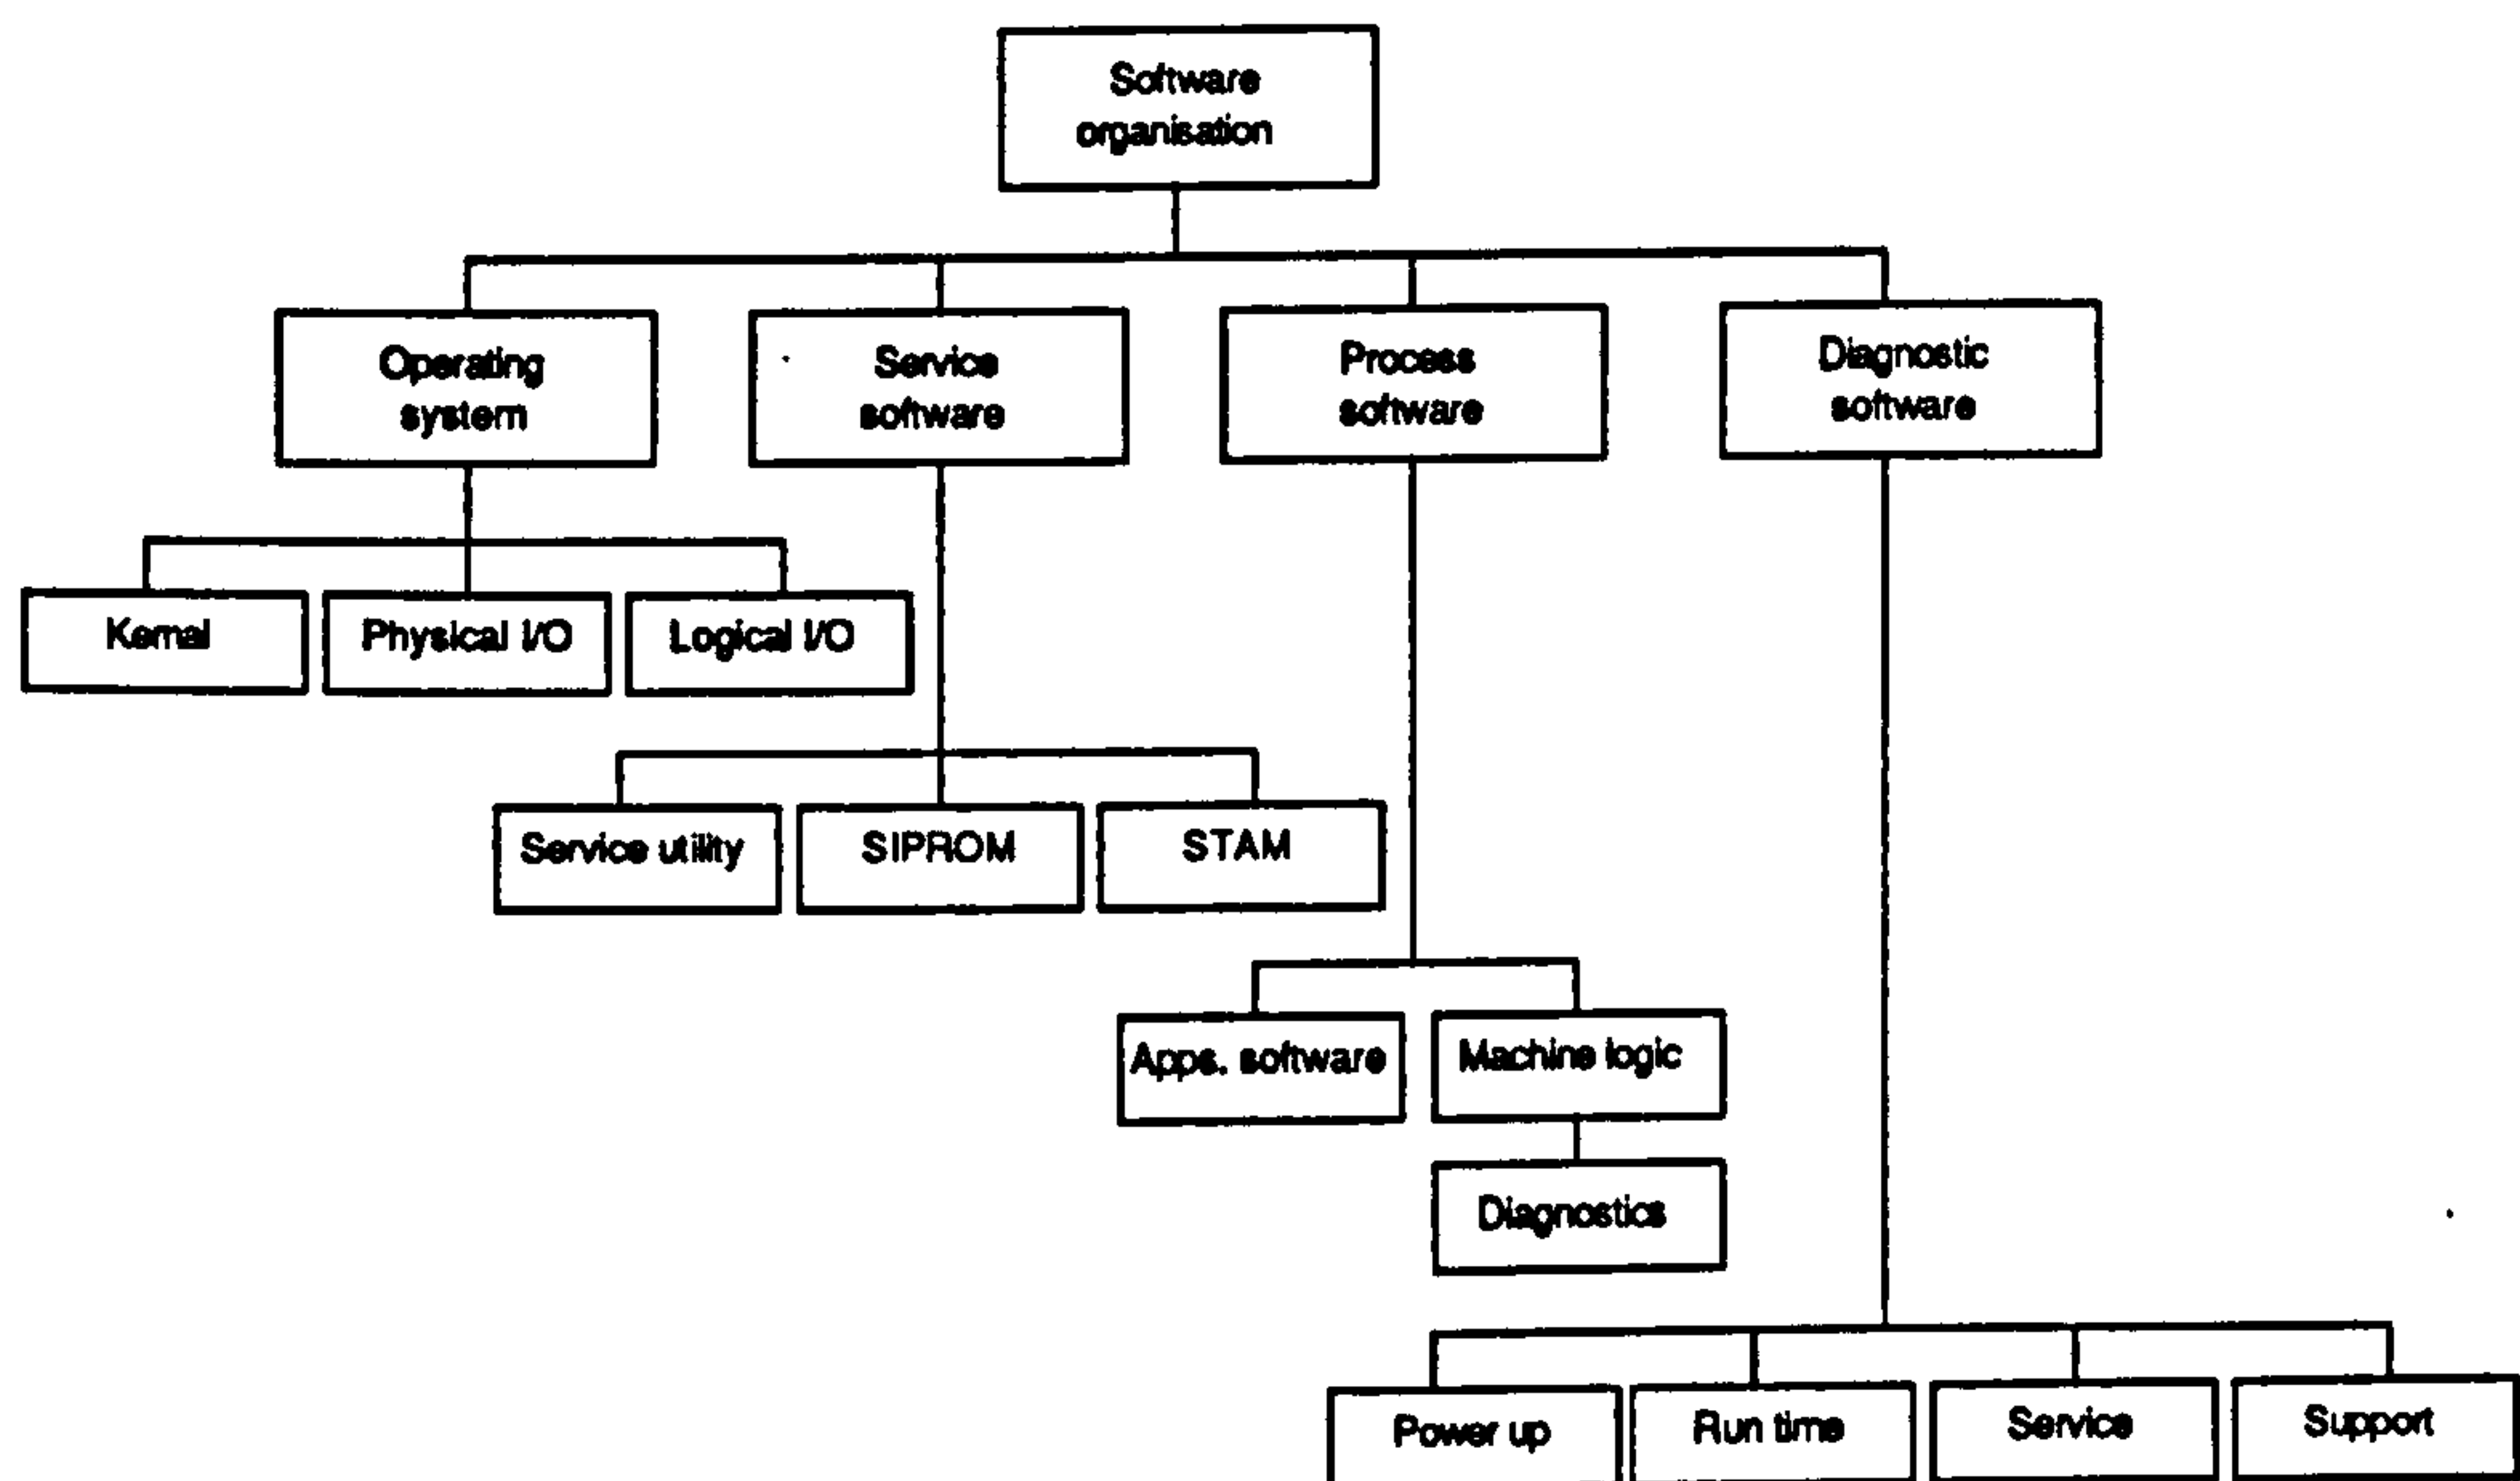 Software
organisation
Operating
system
Service
software
Process
software
Diagnostic
software
Kernal
Physical I/O
Logical I/O
Service utility
SIPROM
STAM
Apps. software
Machine logic
Diagnostics
Power up
Run time
Service
Support